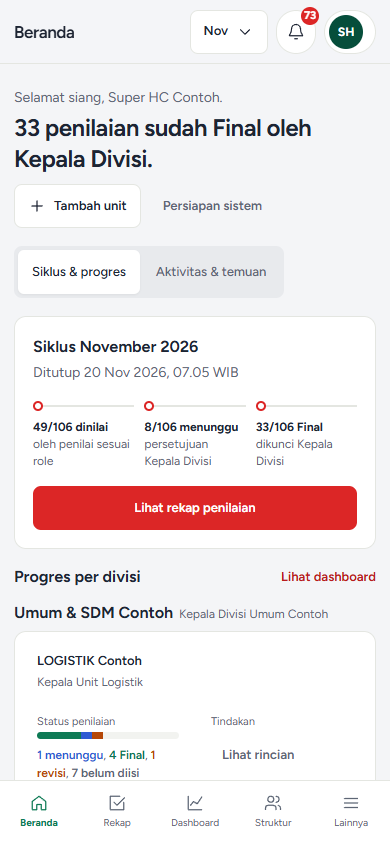 Beranda
Nov
73
SH
Selamat siang, Super HC Contoh.
33 penilaian sudah Final oleh
Kepala Divisi.
Tambah unit
Persiapan sistem
Siklus & progres
Aktivitas & temuan
Siklus November 2026
Ditutup 20 Nov 2026, 07.05 WIB
49/106 dinilai
oleh penilai sesuai
role
8/106 menunggu
persetujuan
Kepala Divisi
33/106 Final
dikunci Kepala
Divisi
Lihat rekap penilaian
Progres per divisi
Lihat dashboard
Umum & SDM Contoh Kepala Divisi Umum Contoh
LOGISTIK Contoh
Kepala Unit Logistik
Status penilaian
1 menunggu, 4 Final, 1
revisi, 7 belum diisi
Tindakan
Lihat rincian
Beranda
Rekap
Dashboard
Struktur
Lainnya